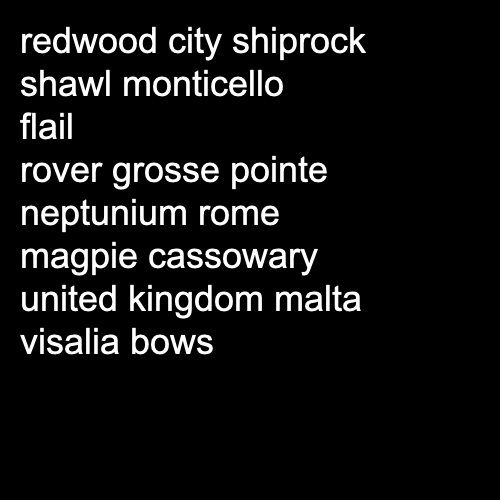 redwood city shiprock
shawl monticello
flail
rover grosse pointe
neptunium rome
magpie cassowary
united kingdom malta
visalia bows